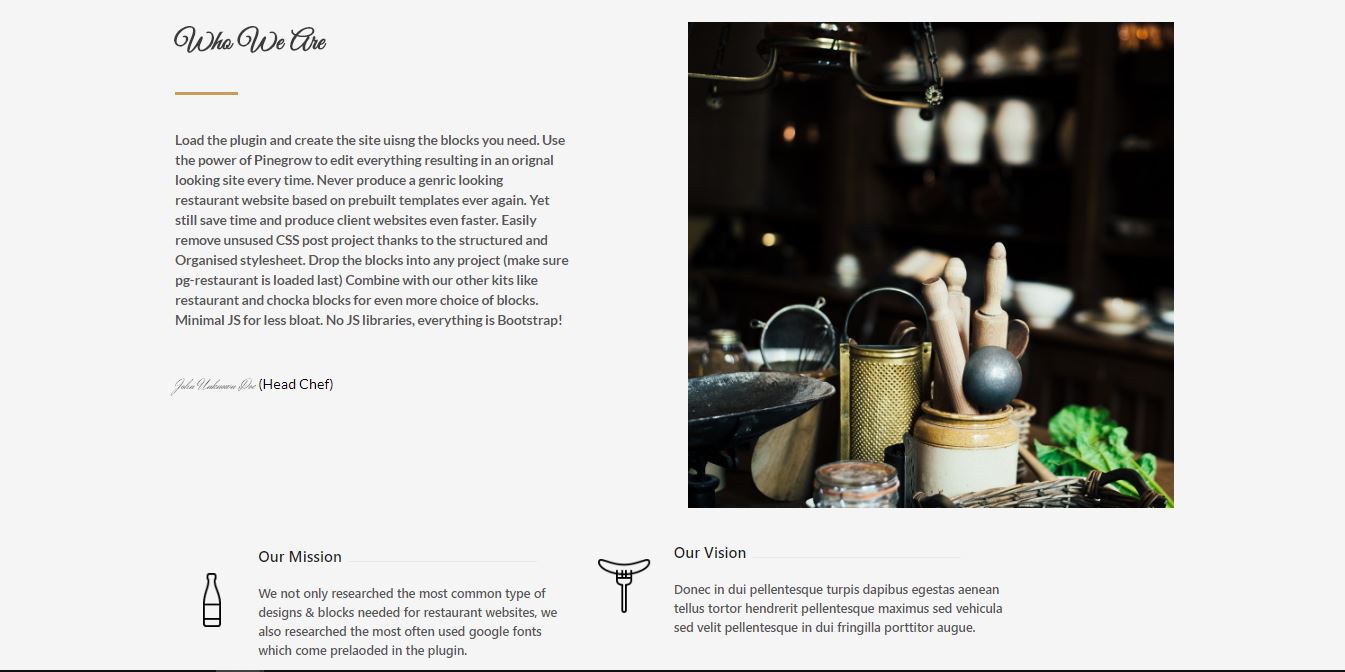 Who We Are
Load the plugin and create the site uisng the blocks you need. Use
the power of Pinegrow to edit everything resulting in an orignal
looking site every time. Never produce a genric looking
restaurant website based on prebuilt templates ever again. Yet
still save time and produce client websites even faster. Easily
remove unsused CSS post project thanks to the structured and
Organised stylesheet. Drop the blocks into any project (make sure
pg-restaurant is loaded last) Combine with our other kits like
restaurant and chocka blocks for even more choice of blocks.
Minimal JS for less bloat. No JS libraries, everything is Bootstrap!
John Unknown Doe (Head Chef)
Our Mission
We not only researched the most common type of
designs & blocks needed for restaurant websites, we
also researched the most often used google fonts
which come prelaoded in the plugin.
Our Vision
Donec in dui pellentesque turpis dapibus egestas aenean
tellus tortor hendrerit pellentesque maximus sed vehicula
sed velit pellentesque in dui fringilla porttitor augue.